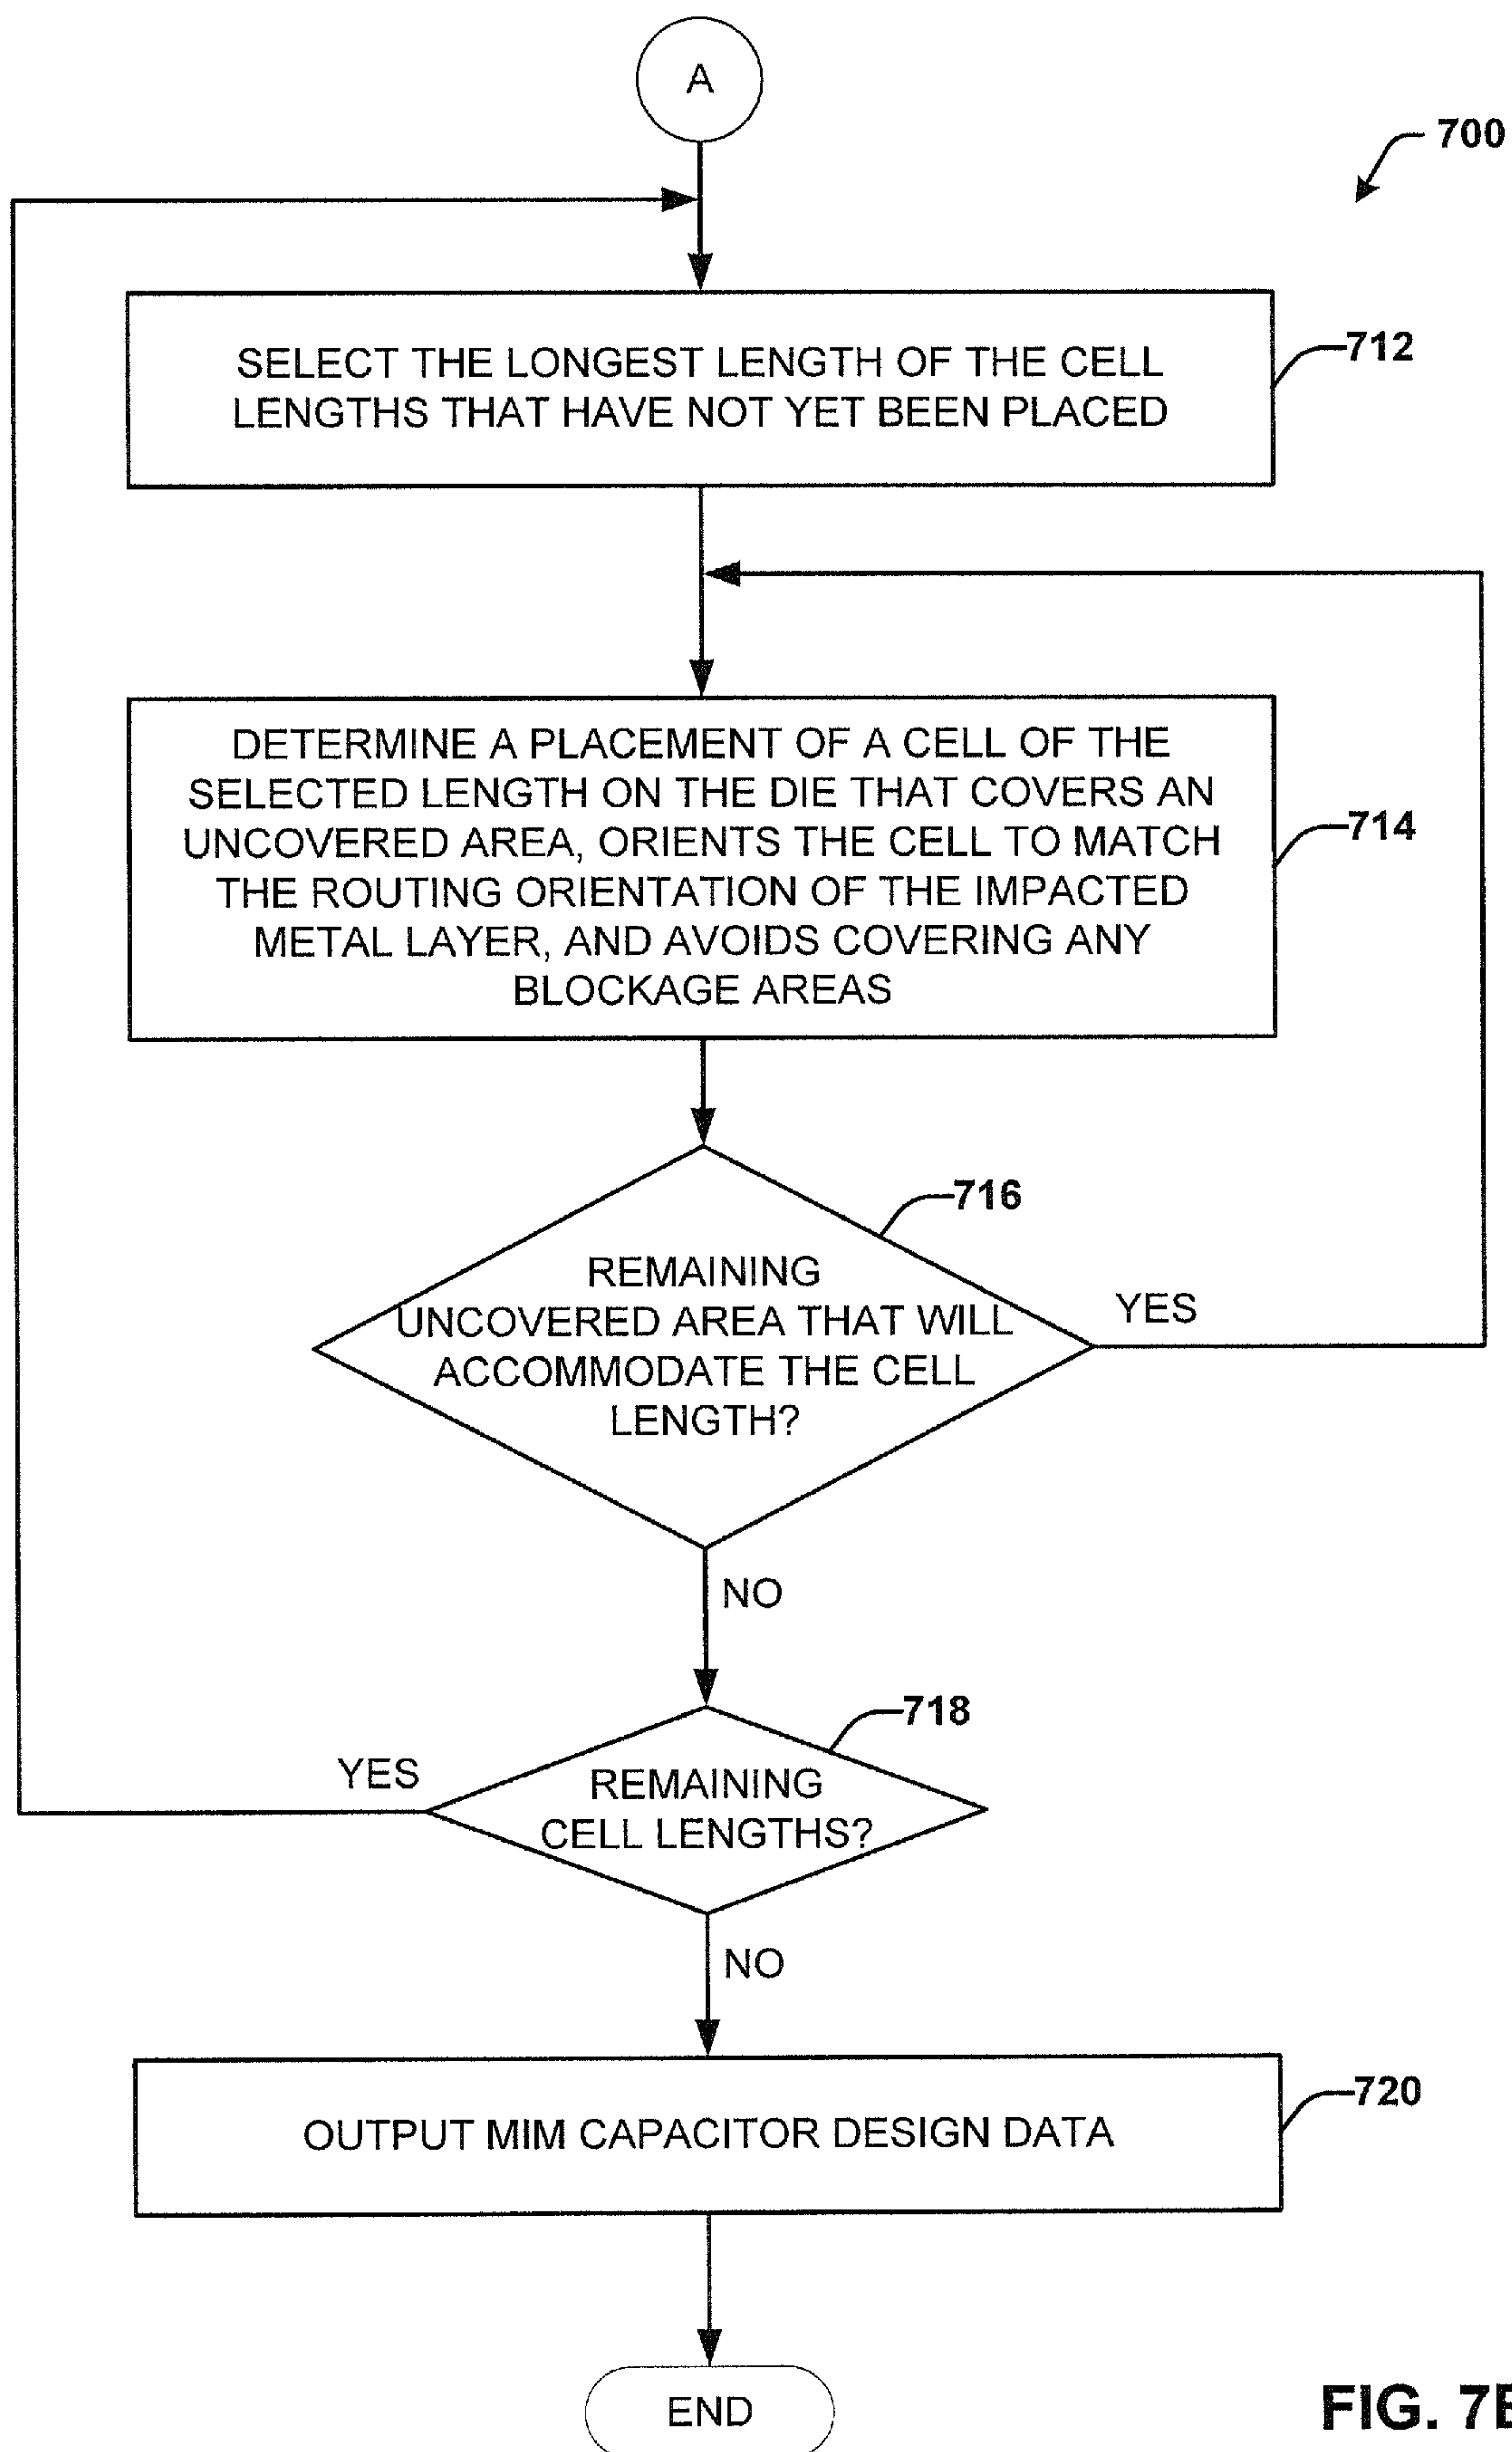 A
700
SELECT THE LONGEST LENGTH OF THE CELL
LENGTHS THAT HAVE NOT YET BEEN PLACED
712
DETERMINE A PLACEMENT OF A CELL OF THE
SELECTED LENGTH ON THE DIE THAT COVERS AN
UNCOVERED AREA, ORIENTS THE CELL TO MATCH
THE ROUTING ORIENTATION OF THE IMPACTED
METAL LAYER, AND AVOIDS COVERING ANY
BLOCKAGE AREAS
714
716
REMAINING
UNCOVERED AREA THAT WILL
ACCOMMODATE THE CELL
LENGTH?
YES
NO
718
YES
REMAINING
CELL LENGTHS?
NO
720
OUTPUT MIM CAPACITOR DESIGN DATA
END
FIG. 7B